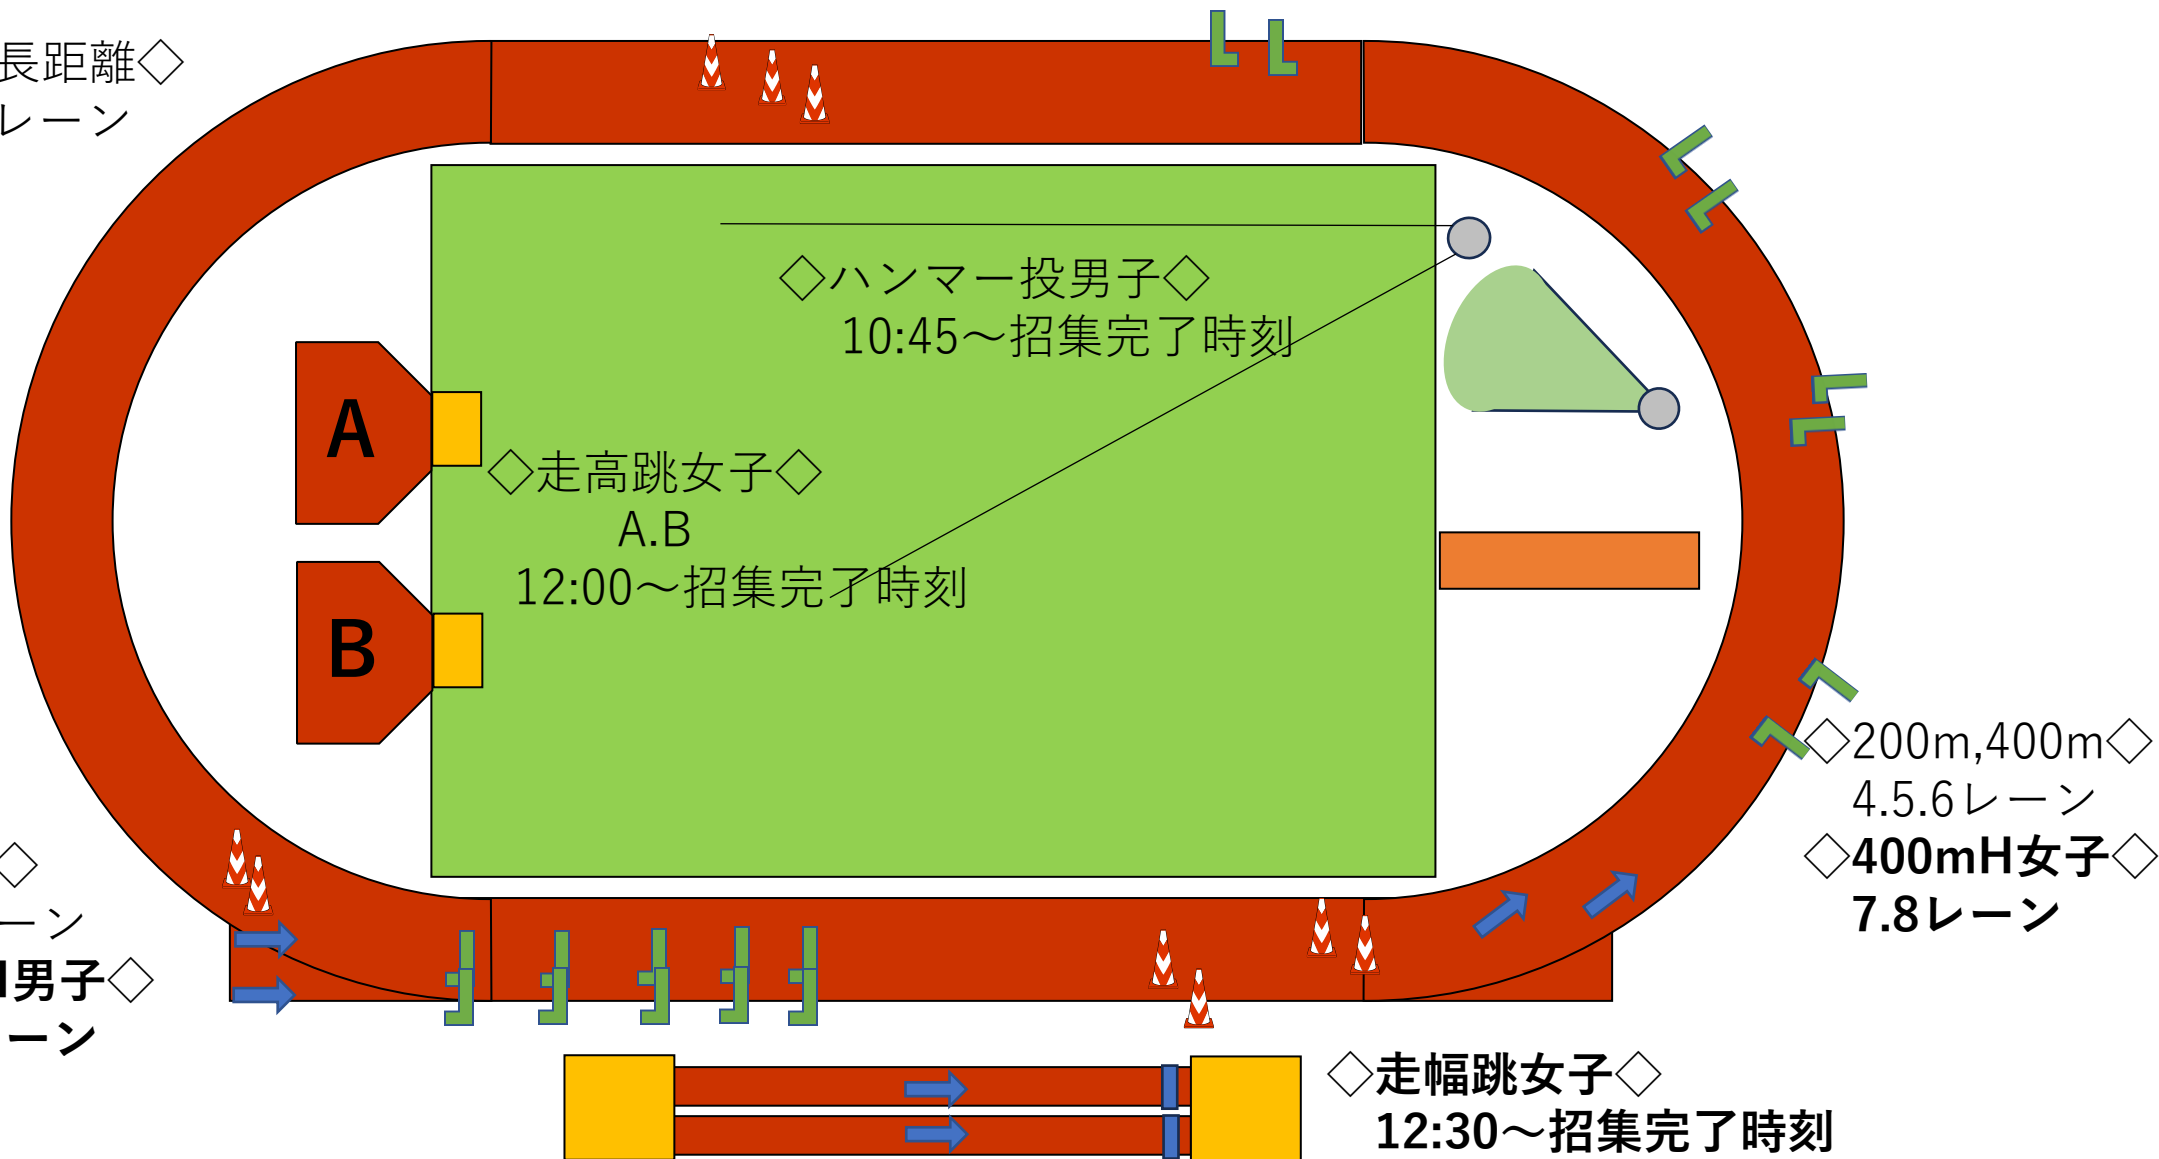 長距離◇
レーン
◇ハンマー投男子◇
10:45～招集完了時刻
A
◇走高跳女子◇
A.B
12:00～招集完了時刻
B
◇200m,400m◇
4.5.6レーン
◇400mH女子◇
7.8レーン
◇
ーン
男子◇
ーン
◇走幅跳女子◇
12:30～招集完了時刻